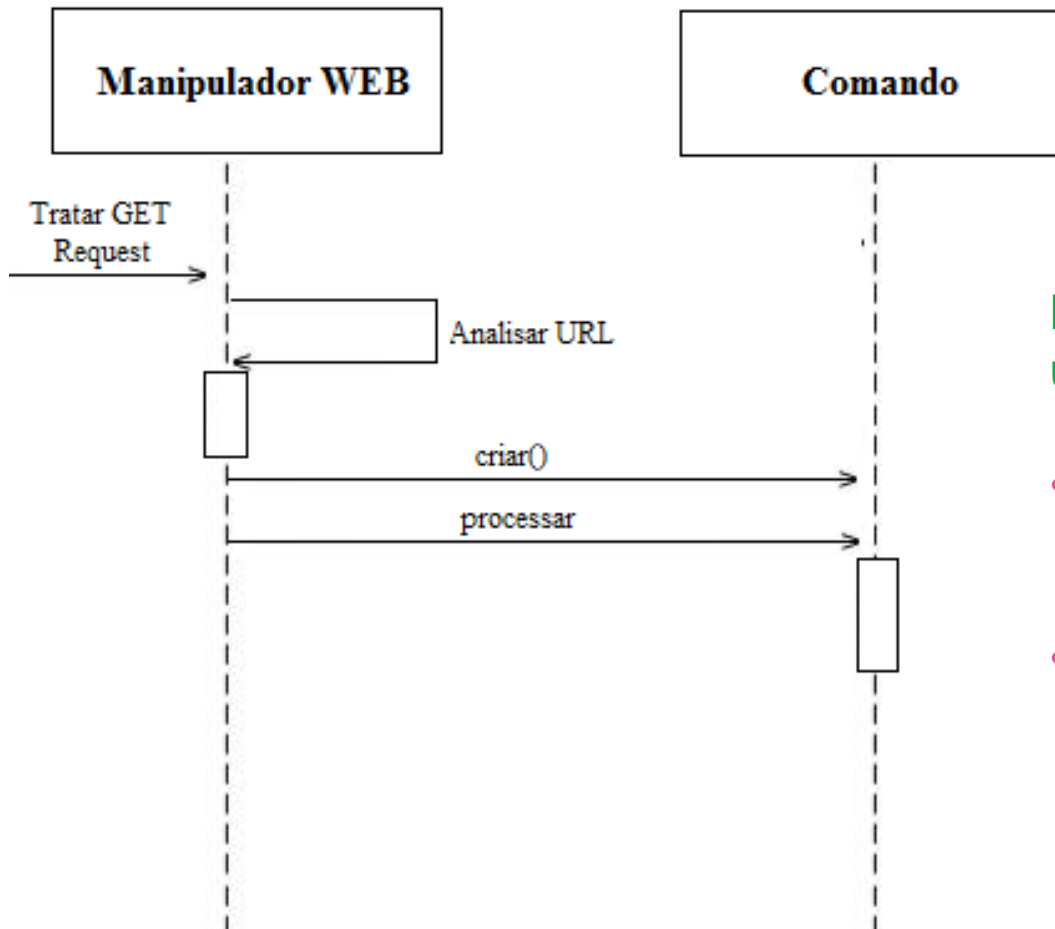 Manipulador WEB
Comando
Tratar GET
Request
Analisar URL
criar()
processar